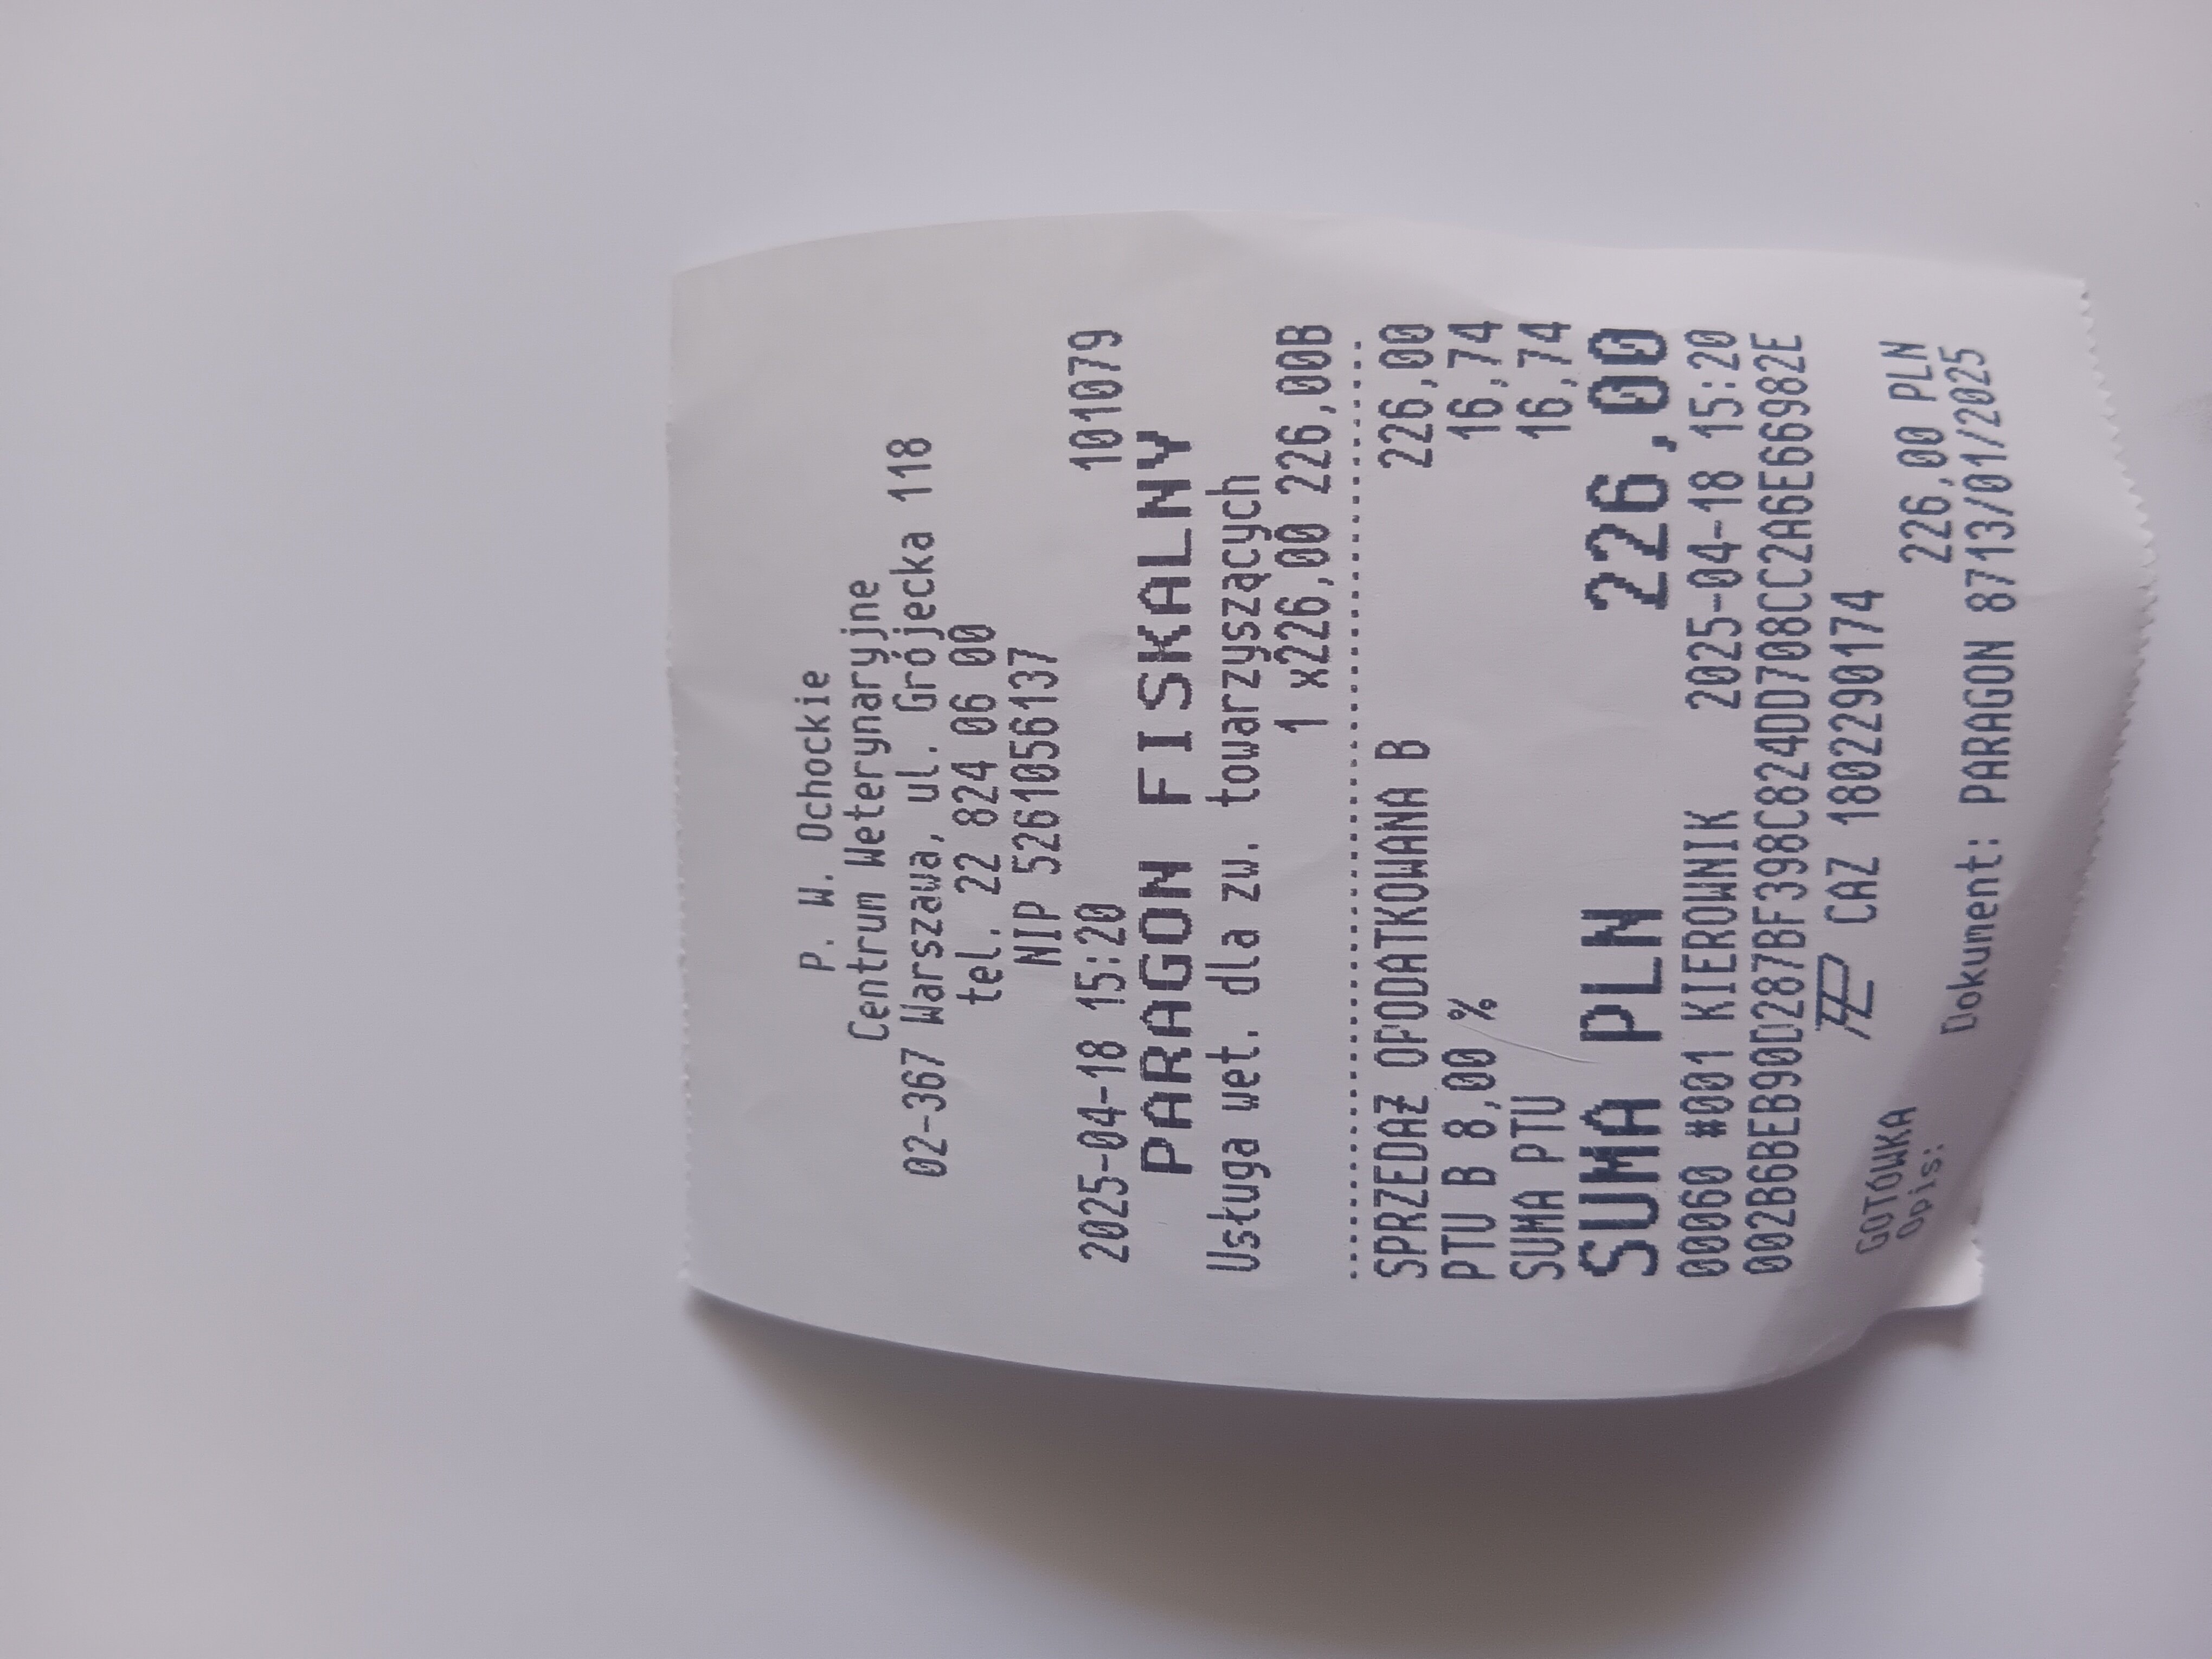 P. W. Ochockie
Centrum Weterynaryjne
02-367 Warszawa, ul. Grójecka 118
tel. 22 824 06 00
NIP 5261056137
2025-04-18 15:20 101079
PARAGON FISKALNY
Usługa wet. dla zw. towarzyszących
1 x226,00 226,00B
SPRZEDAŻ OPODATKOWANA B 226,00
PTU B 8,00 % 16,74
SUMA PTU 16,74
SUMA PLN 226,00
00060 #001 KIEROWNIK 2025-04-18 15:20
002B6BEB90D287BF398C824DD708CC2A6E66982E
CAZ 1802290174
GOTÓWKA 226,00 PLN
Opis:
Dokument: PARAGON 8713/01/2025